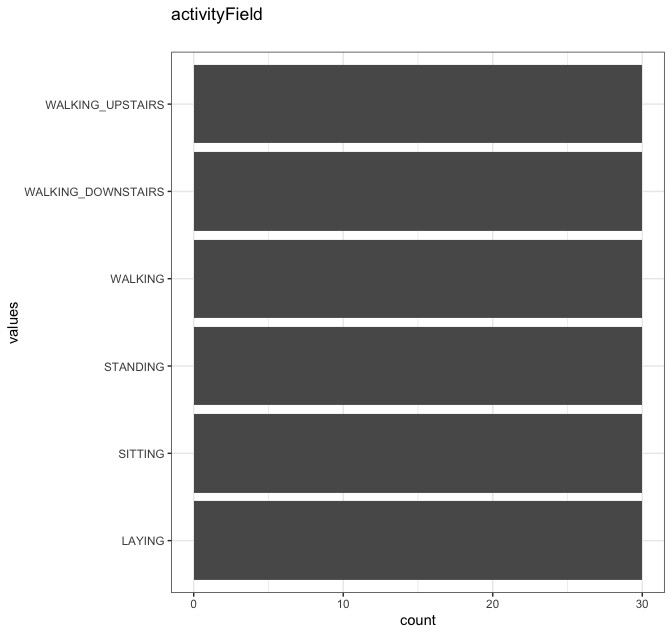 activityField
WALKING_UPSTAIRS
WALKING_DOWNSTAIRS
WALKING
STANDING
SITTING
LAYING
values
0 10 20 30
count